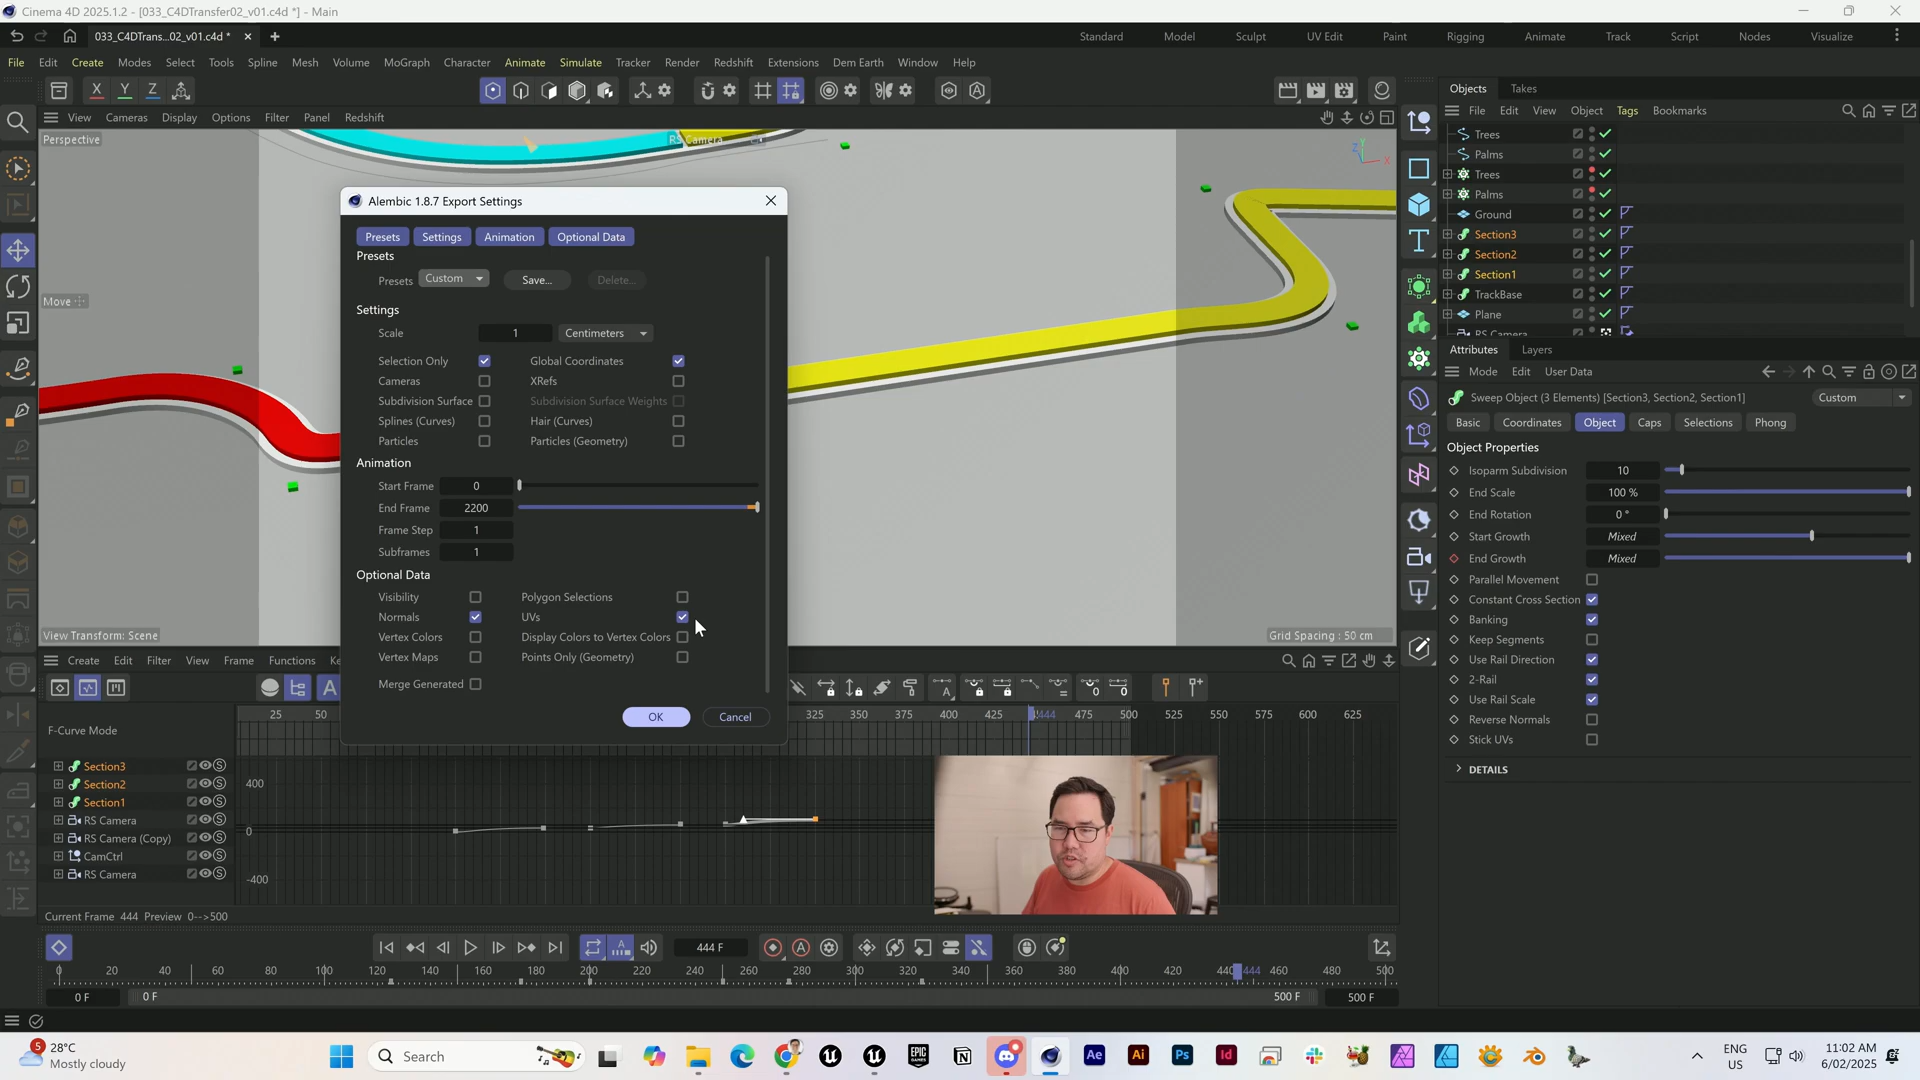 Cinema 4D 2025.1.2 - [033_C4DTransfer02_v01.c4d *] - Main
033_C4DTrans...02_v01.c4d *
Standard Model Sculpt UV Edit Paint Rigging Animate Track Script Nodes Visualize
File Edit Create Modes Select Tools Spline Mesh Volume MoGraph Character Animate Simulate Tracker Render Redshift Extensions Dem Earth Window Help
X Y Z
Objects Takes
File Edit View Object Tags Bookmarks
View Cameras Display Options Filter Panel Redshift
Perspective
RS Camera
Y
Z
X
Trees
Palms
Trees
Palms
Ground
Section3
Section2
Section1
TrackBase
Plane
RS Camera
Move
Alembic 1.8.7 Export Settings
Presets Settings Animation Optional Data
Presets
Presets Custom Save... Delete...
Settings
Scale 1 Centimeters
Selection Only Global Coordinates
Cameras XRefs
Subdivision Surface Subdivision Surface Weights
Splines (Curves) Hair (Curves)
Particles Particles (Geometry)
Animation
Start Frame 0
End Frame 2200
Frame Step 1
Subframes 1
Optional Data
Visibility Polygon Selections
Normals UVs
Vertex Colors Display Colors to Vertex Colors
Vertex Maps Points Only (Geometry)
Merge Generated
OK Cancel
Attributes Layers
Mode Edit User Data
Sweep Object (3 Elements) [Section3, Section2, Section1] Custom
Basic Coordinates Object Caps Selections Phong
Object Properties
Isoparm Subdivision 10
End Scale 100 %
End Rotation 0 °
Start Growth Mixed
End Growth Mixed
Parallel Movement
Constant Cross Section
Banking
Keep Segments
Use Rail Direction
2-Rail
Use Rail Scale
Reverse Normals
Stick UVs
DETAILS
View Transform: Scene
Grid Spacing : 50 cm
Create Edit Filter View Frame Functions Ke
25 50 325 350 375 400 425 444 475 500 525 550 575 600 625
F-Curve Mode
Section3
Section2
Section1
RS Camera
RS Camera (Copy)
CamCtrl
RS Camera
400
0
-400
Current Frame 444 Preview 0-->500
444 F
0 20 40 60 80 100 120 140 160 180 200 220 240 260 280 300 320 340 360 380 400 420 440 444 460 480 500
0 F 0 F 500 F 500 F
5
28°C
Mostly cloudy
Search
Ae Ai Ps Id
EPIC GAMES
ENG
US
11:02 AM
6/02/2025